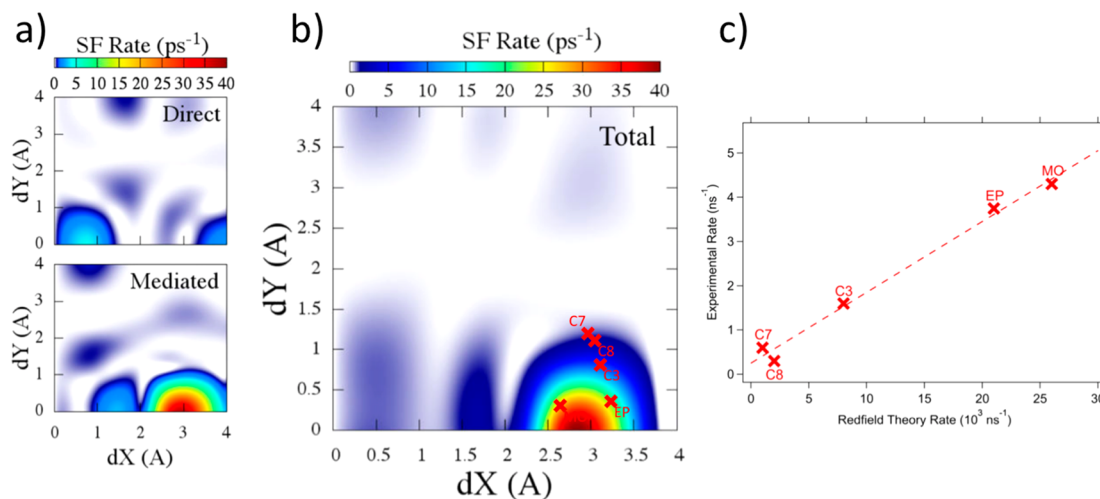 a)
SF Rate (ps⁻¹)
0 5 10 15 20 25 30 35 40
4
3
2
1
0
dY (A)
Direct
4
3
2
1
0
dY (A)
Mediated
0 1 2 3 4
dX (A)
b)
SF Rate (ps⁻¹)
0 5 10 15 20 25 30 35 40
4
3.5
3
2.5
2
1.5
1
0.5
0
dY (A)
Total
C7
C8
C3
EP
0 0.5 1 1.5 2 2.5 3 3.5 4
dX (A)
c)
Experimental Rate (ns⁻¹)
5
4
3
2
1
0
MO
EP
C3
C7
C8
0 5 10 15 20 25 30
Redfield Theory Rate (10³ ns⁻¹)